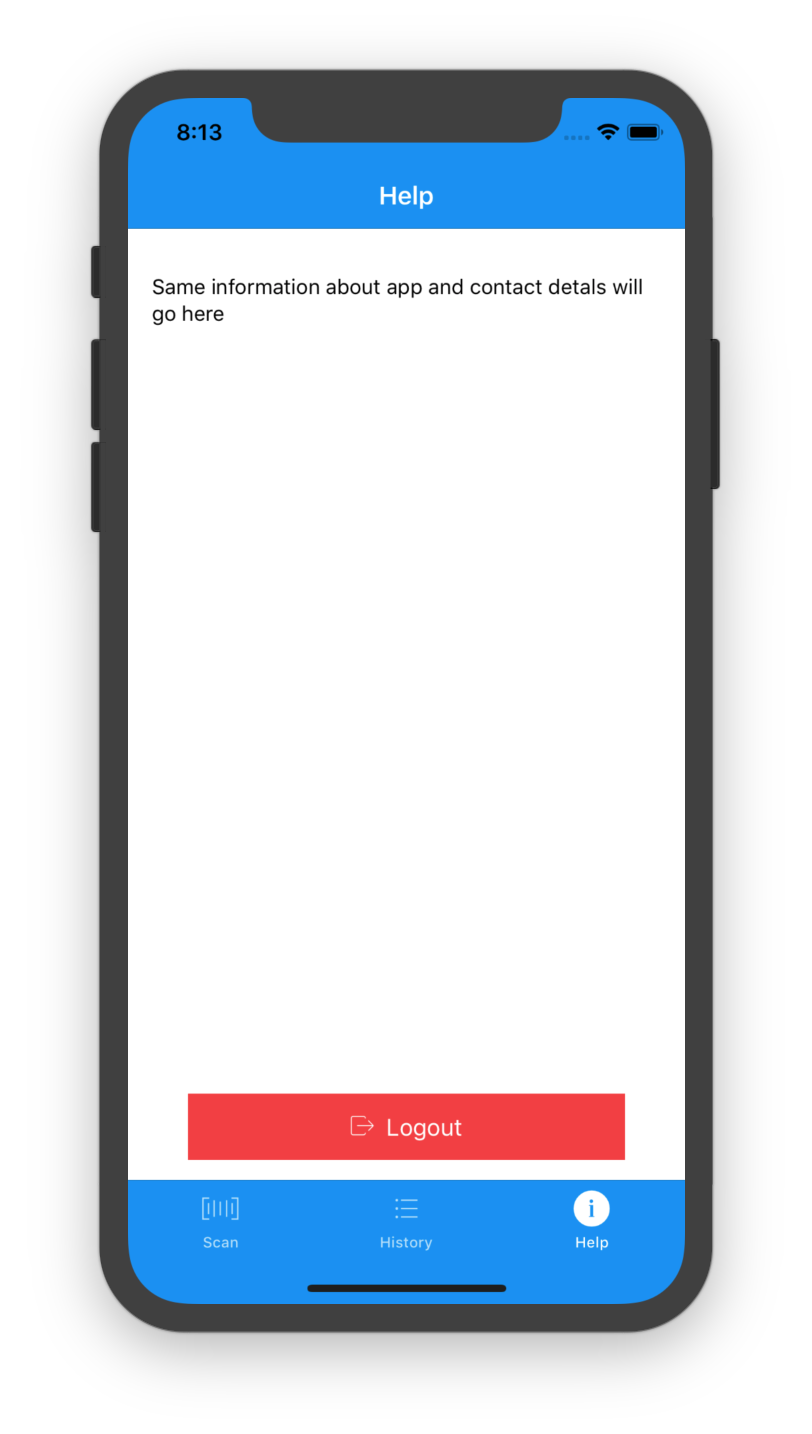 8:13
Help
Same information about app and contact detals will
go here
Logout
Scan
History
Help